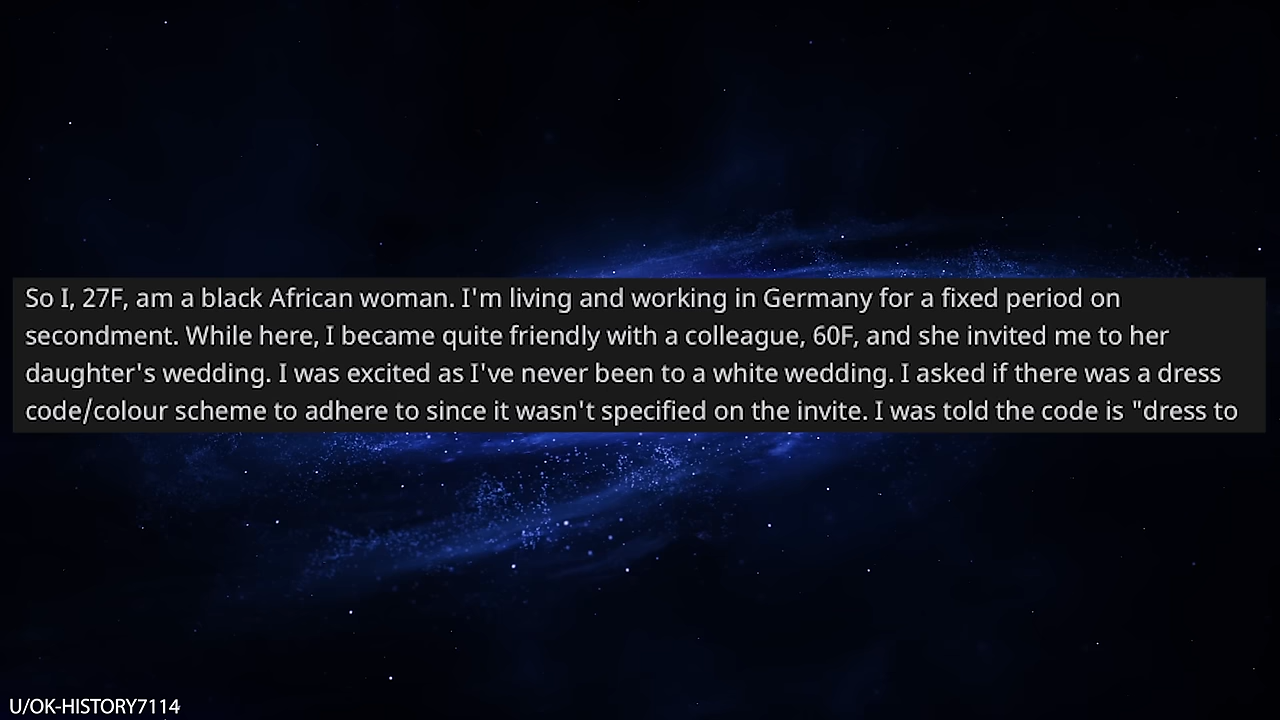 So I, 27F, am a black African woman. I'm living and working in Germany for a fixed period on
secondment. While here, I became quite friendly with a colleague, 60F, and she invited me to her
daughter's wedding. I was excited as I've never been to a white wedding. I asked if there was a dress
code/colour scheme to adhere to since it wasn't specified on the invite. I was told the code is "dress to
U/OK-HISTORY7114